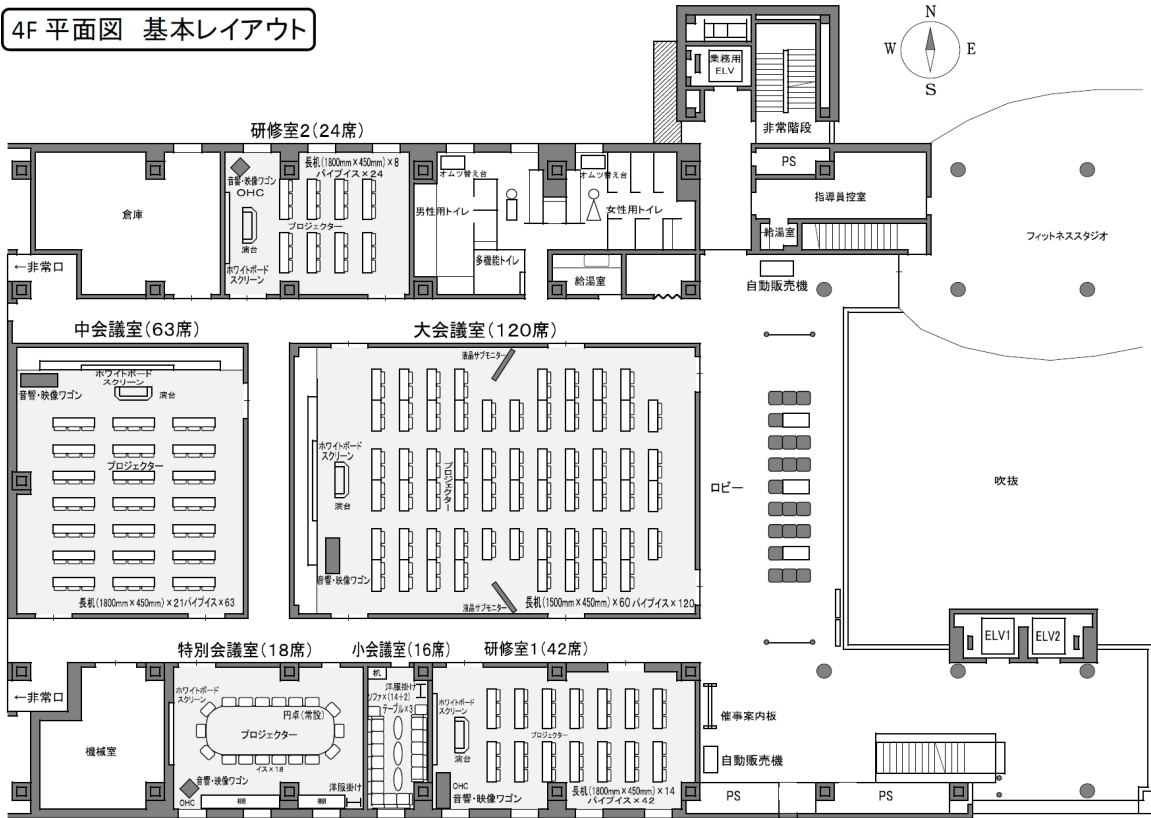 4F 平面図 基本レイアウト
N
W
E
S
業務用
ELV
非常階段
研修室2(24席)
長机(1800mm×450mm)×8
パイプイス×24
音響・映像ワゴン
OHC
プロジェクター
演台
ホワイトボード
スクリーン
倉庫
←非常口
オムツ替え台
オムツ替え台
男性用トイレ
女性用トイレ
多機能トイレ
給湯室
PS
指導員控室
給湯室
自動販売機
フィットネススタジオ
中会議室(63席)
ホワイトボード
スクリーン
音響・映像ワゴン
演台
プロジェクター
長机(1800mm×450mm)×21パイプイス×63
大会議室(120席)
液晶サブモニター
ホワイトボード
スクリーン
プロジェクター
演台
音響・映像ワゴン
液晶サブモニター
長机(1500mm×450mm)×60パイプイス×120
ロビー
吹抜
ELV1
ELV2
特別会議室(18席)
ホワイトボード
スクリーン
円卓(常設)
プロジェクター
イス×18
音響・映像ワゴン
OHC
棚
棚
洋服掛け
小会議室(16席)
机
洋服掛け
ソファ×(14+2)
テーブル×3
研修室1(42席)
ホワイトボード
スクリーン
プロジェクター
演台
OHC
音響・映像ワゴン
長机(1800mm×450mm)×14
パイプイス×42
←非常口
機械室
催事案内板
自動販売機
PS
PS